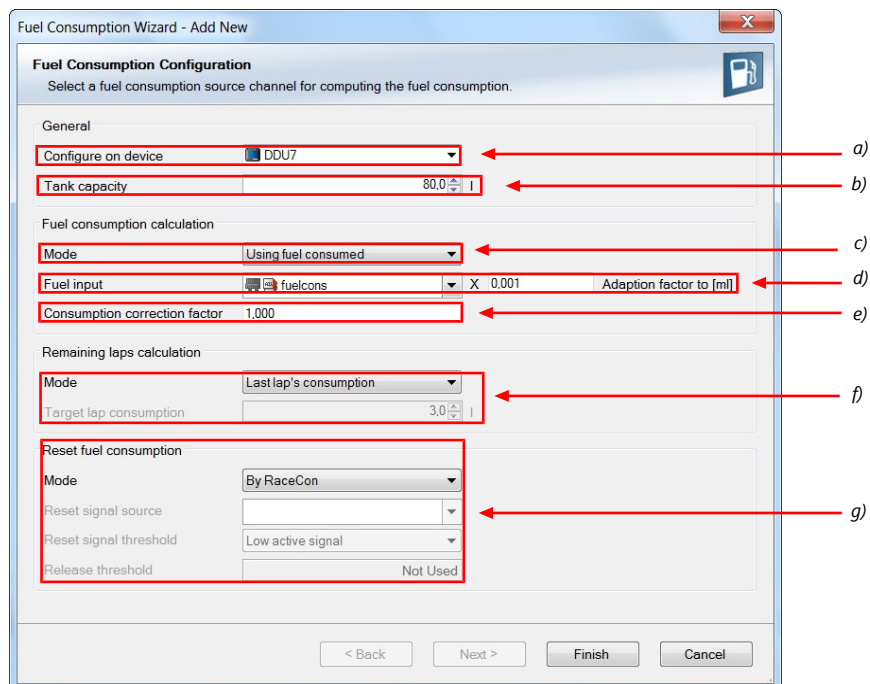 Fuel Consumption Wizard - Add New
X
Fuel Consumption Configuration
Select a fuel consumption source channel for computing the fuel consumption.
General
Configure on device DDU7 a)
Tank capacity 80,0 l b)
Fuel consumption calculation
Mode Using fuel consumed c)
Fuel input fuelcons X 0,001 Adaption factor to [ml] d)
Consumption correction factor 1,000 e)
Remaining laps calculation
Mode Last lap's consumption f)
Target lap consumption 3,0 l
Reset fuel consumption
Mode By RaceCon
Reset signal source g)
Reset signal threshold Low active signal
Release threshold Not Used
< Back Next > Finish Cancel